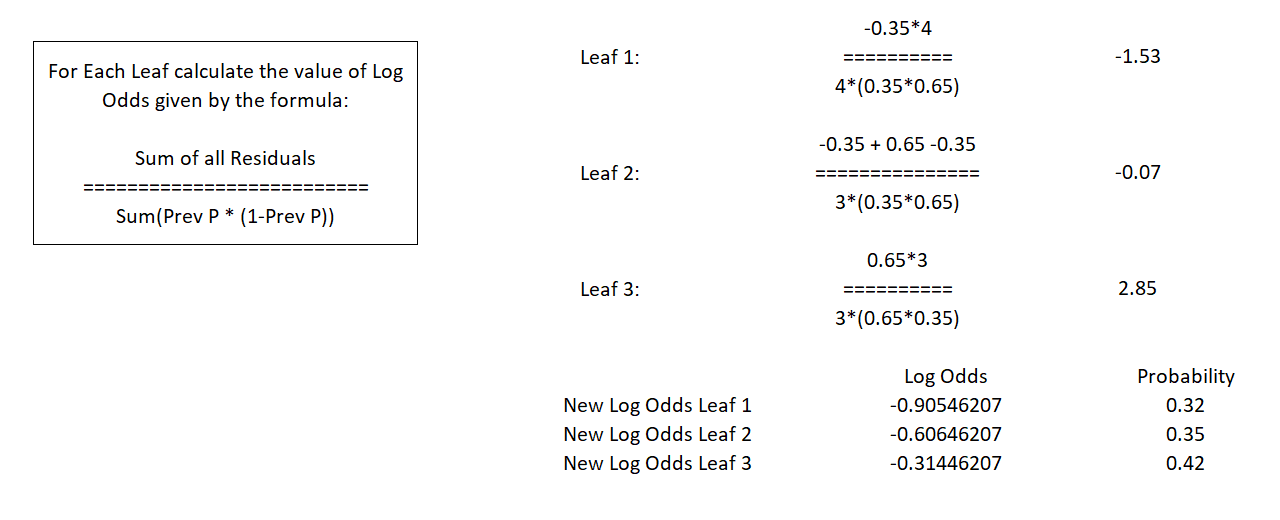 For Each Leaf calculate the value of Log
Odds given by the formula:
Sum of all Residuals
==========================
Sum(Prev P * (1-Prev P))
-0.35*4
Leaf 1: ========== -1.53
4*(0.35*0.65)
-0.35 + 0.65 -0.35
Leaf 2: =============== -0.07
3*(0.35*0.65)
0.65*3
Leaf 3: ========== 2.85
3*(0.65*0.35)
Log Odds Probability
New Log Odds Leaf 1 -0.90546207 0.32
New Log Odds Leaf 2 -0.60646207 0.35
New Log Odds Leaf 3 -0.31446207 0.42